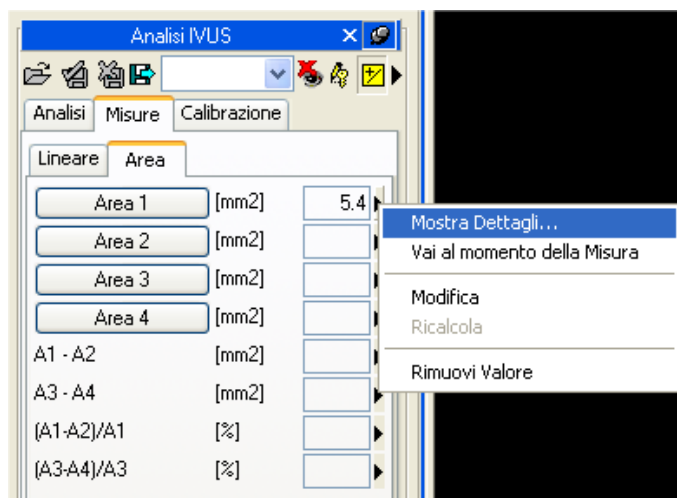 Analisi IVUS
Analisi Misure Calibrazione
Lineare Area
Area 1 [mm2] 5.4
Mostra Dettagli...
Area 2 [mm2]
Vai al momento della Misura
Area 3 [mm2]
Modifica
Area 4 [mm2]
Ricalcola
A1 - A2 [mm2]
Rimuovi Valore
A3 - A4 [mm2]
(A1-A2)/A1 [%]
(A3-A4)/A3 [%]